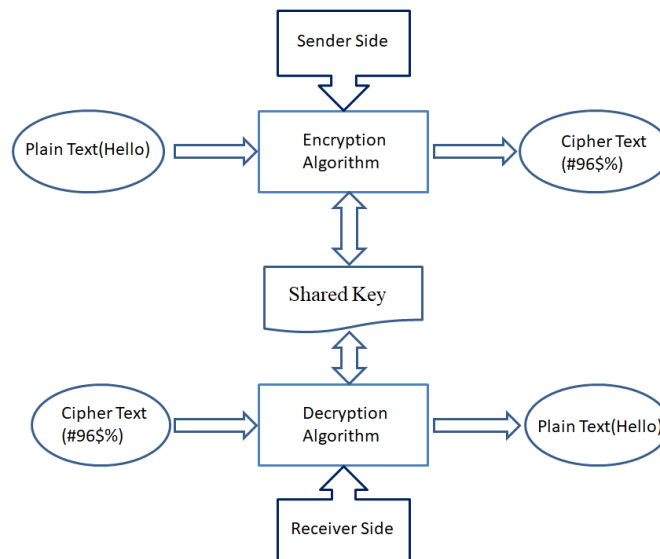 Sender Side
Plain Text(Hello)
Encryption
Algorithm
Cipher Text
(#96$%)
Shared Key
Cipher Text
(#96$%)
Decryption
Algorithm
Plain Text(Hello)
Receiver Side